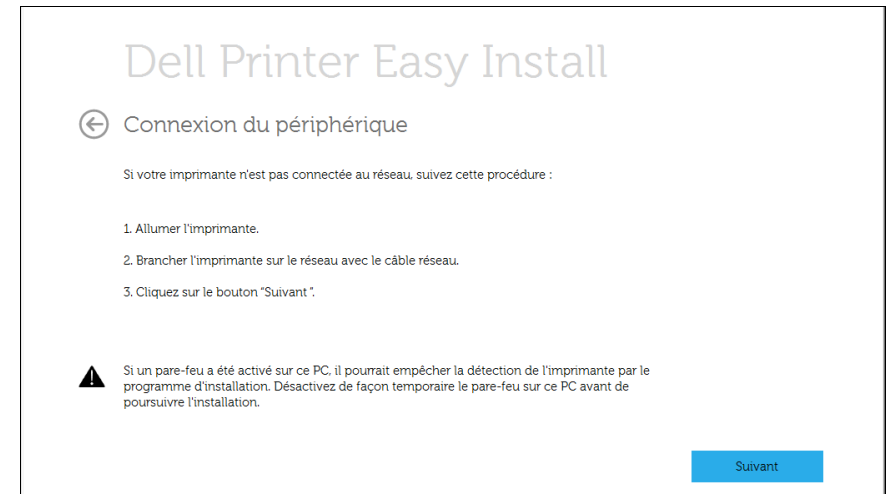 Dell Printer Easy Install
Connexion du périphérique
Si votre imprimante n'est pas connectée au réseau, suivez cette procédure :
1. Allumer l'imprimante.
2. Brancher l'imprimante sur le réseau avec le câble réseau.
3. Cliquez sur le bouton "Suivant ".
Si un pare-feu a été activé sur ce PC, il pourrait empêcher la détection de l'imprimante par le
programme d'installation. Désactivez de façon temporaire le pare-feu sur ce PC avant de
poursuivre l'installation.
Suivant